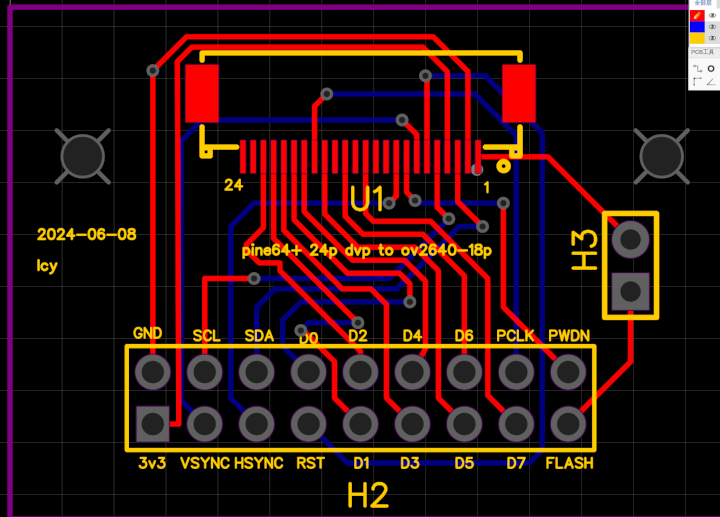 全部层
PCB工具
24
1
U1
2024-06-08
lcy
pine64+ 24p dvp to ov2640-18p
H3
GND SCL SDA D0 D2 D4 D6 PCLK PWDN
3v3 VSYNC HSYNC RST D1 D3 D5 D7 FLASH
H2